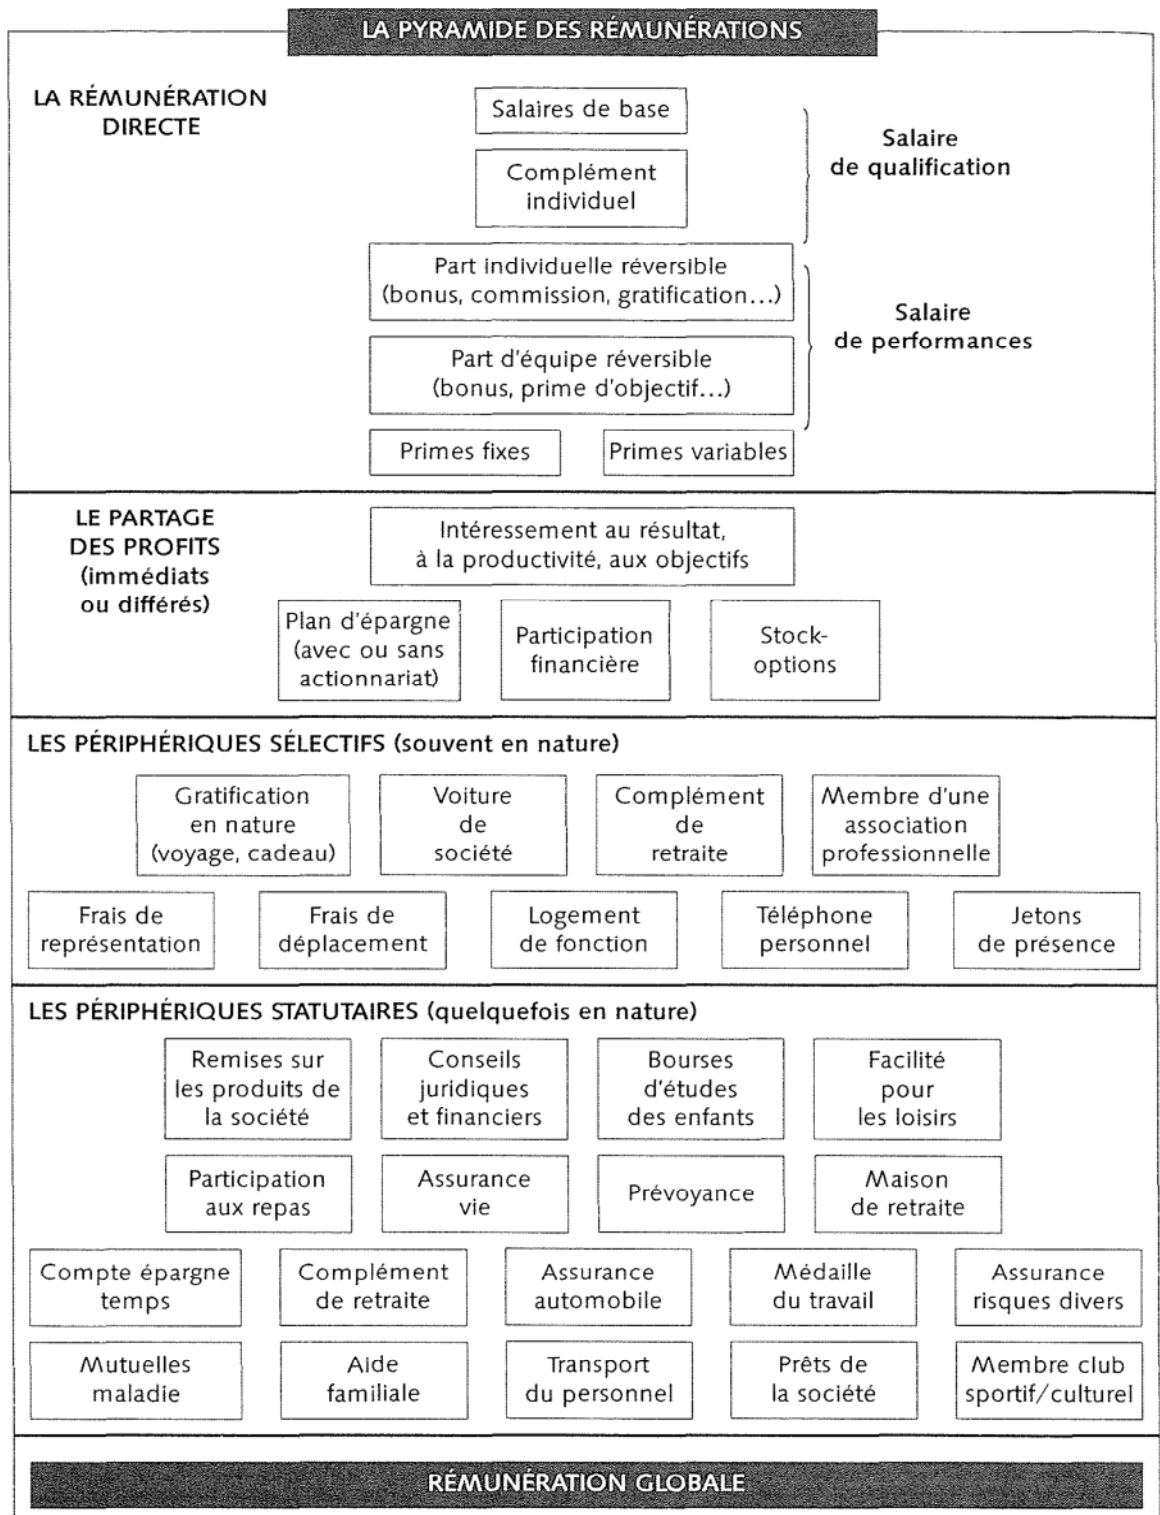 LA PYRAMIDE DES RÉMUNÉRATIONS
LA RÉMUNÉRATION
DIRECTE
Salaires de base
Complément
individuel
Salaire
de qualification
Part individuelle réversible
(bonus, commission, gratification...)
Part d'équipe réversible
(bonus, prime d'objectif...)
Salaire
de performances
Primes fixes
Primes variables
LE PARTAGE
DES PROFITS
(immédiats
ou différés)
Intéressement au résultat,
à la productivité, aux objectifs
Plan d'épargne
(avec ou sans
actionnariat)
Participation
financière
Stock-
options
LES PÉRIPHÉRIQUES SÉLECTIFS (souvent en nature)
Gratification
en nature
(voyage, cadeau)
Voiture
de
société
Complément
de
retraite
Membre d'une
association
professionnelle
Frais de
représentation
Frais de
déplacement
Logement
de fonction
Téléphone
personnel
Jetons
de présence
LES PÉRIPHÉRIQUES STATUTAIRES (quelquefois en nature)
Remises sur
les produits de
la société
Conseils
juridiques
et financiers
Bourses
d'études
des enfants
Facilité
pour
les loisirs
Participation
aux repas
Assurance
vie
Prévoyance
Maison
de retraite
Compte épargne
temps
Complément
de retraite
Assurance
automobile
Médaille
du travail
Assurance
risques divers
Mutuelles
maladie
Aide
familiale
Transport
du personnel
Prêts de
la société
Membre club
sportif/culturel
RÉMUNÉRATION GLOBALE